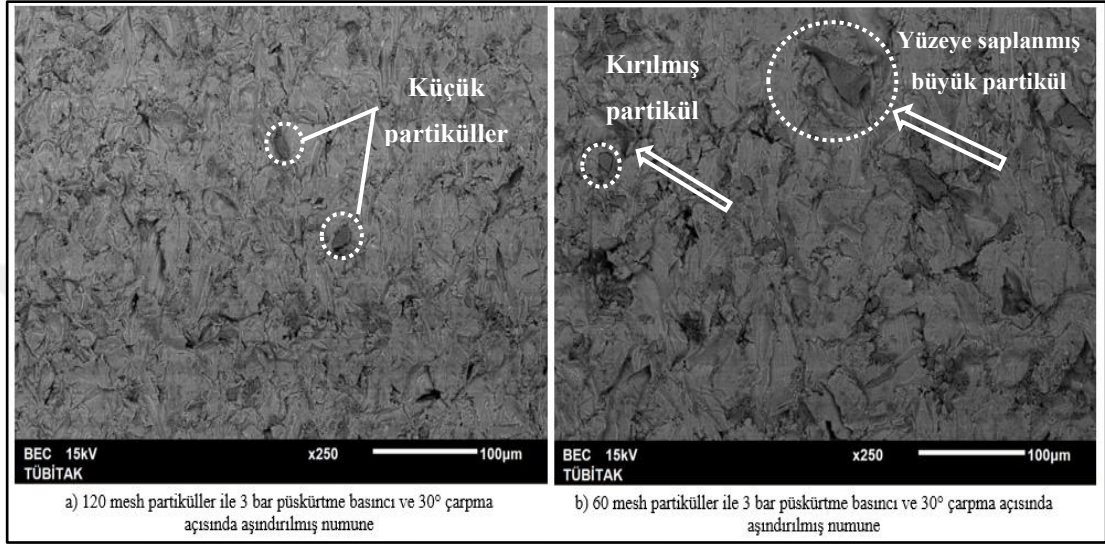 Küçük
partiküller
BEC 15kV x250 100µm
TÜBİTAK
a) 120 mesh partiküller ile 3 bar püskürtme basıncı ve 30° çarpma
açısında aşındırılmış numune
Kırılmış
partikül
Yüzeye saplanmış
büyük partikül
BEC 15kV x250 100µm
TÜBİTAK
b) 60 mesh partiküller ile 3 bar püskürtme basıncı ve 30° çarpma açısında
aşındırılmış numune